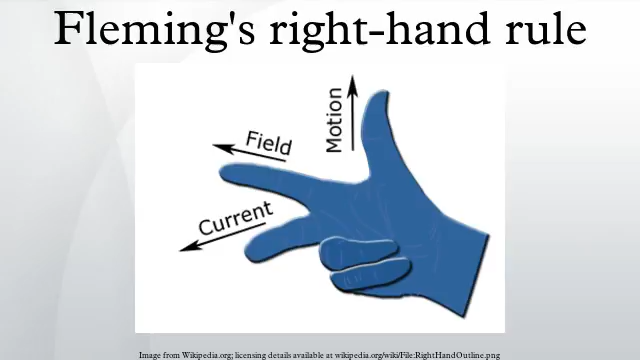 Fleming's right-hand rule
Motion
Field
Current
Image from Wikipedia.org; licensing details available at wikipedia.org/wiki/File:RightHandOutline.png